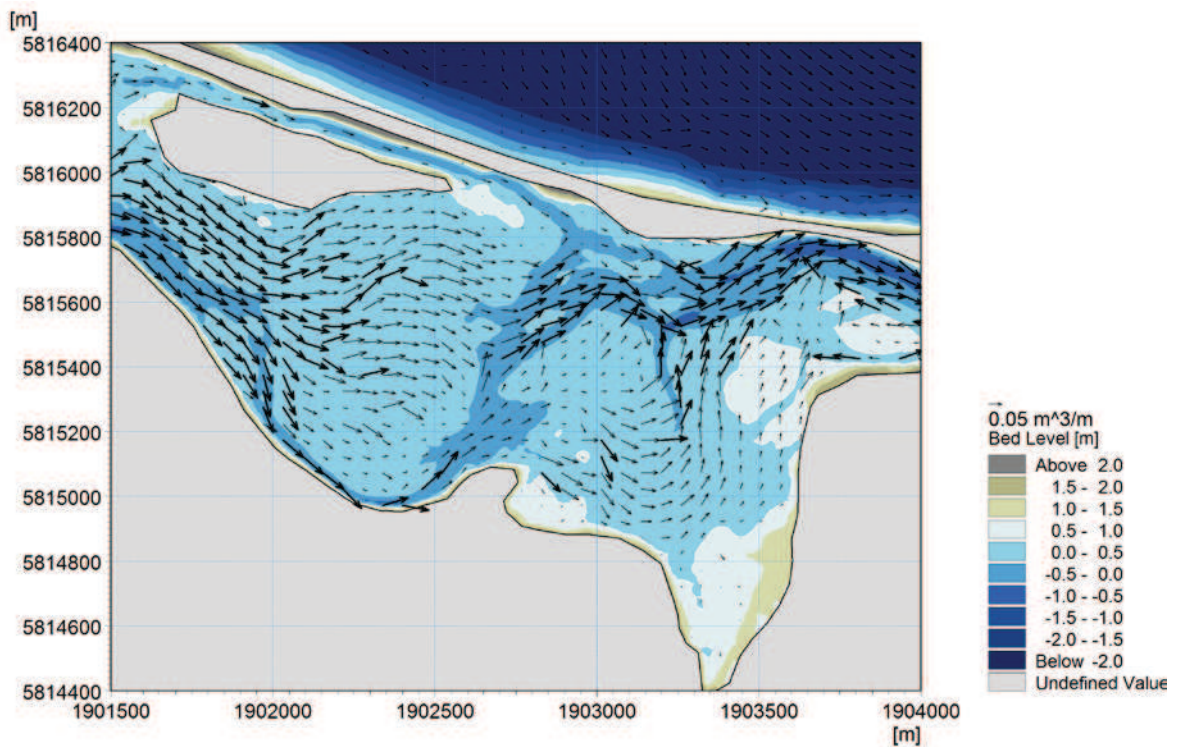 [m]
5816400
5816200
5816000
5815800
5815600
5815400
5815200
5815000
5814800
5814600
5814400
1901500 1902000 1902500 1903000 1903500 1904000
[m]
0.05 m^3/m
Bed Level [m]
Above 2.0
1.5 - 2.0
1.0 - 1.5
0.5 - 1.0
0.0 - 0.5
-0.5 - 0.0
-1.0 - -0.5
-1.5 - -1.0
-2.0 - -1.5
Below -2.0
Undefined Value